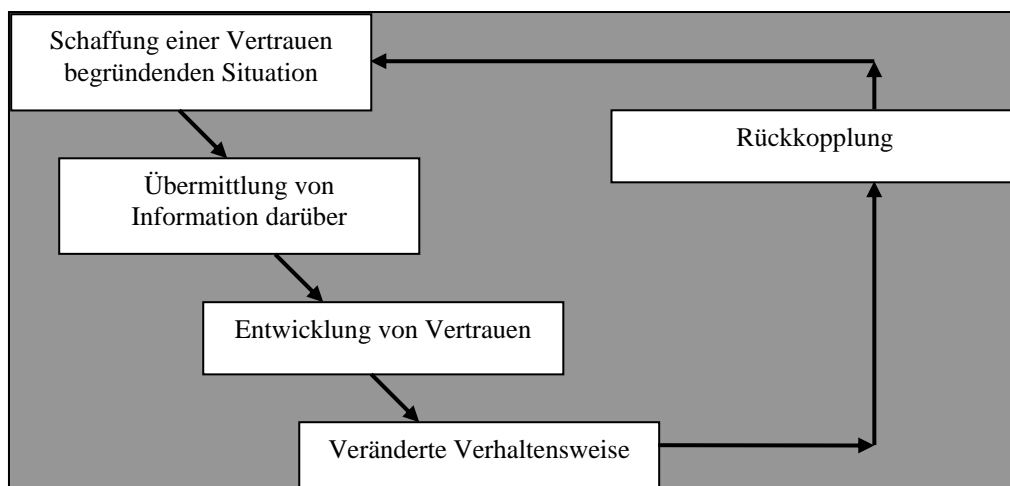 Schaffung einer Vertrauen
begründenden Situation
Rückkopplung
Übermittlung von
Information darüber
Entwicklung von Vertrauen
Veränderte Verhaltensweise